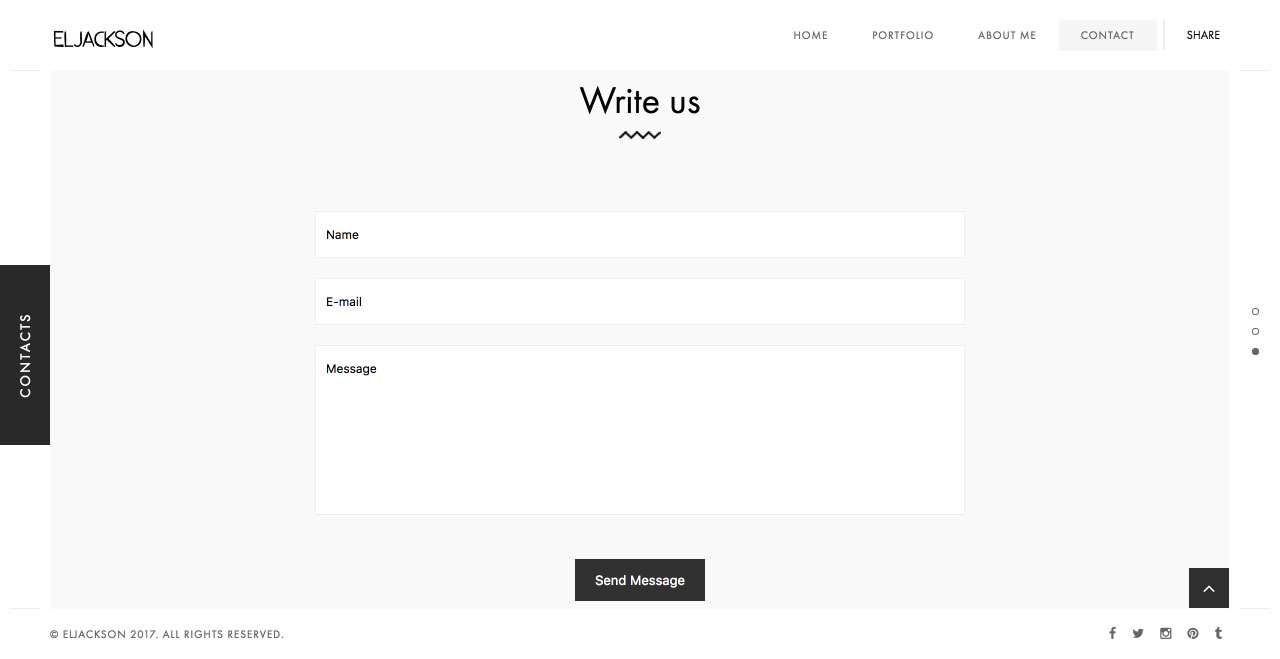 ELJACKSON
HOME
PORTFOLIO
ABOUT ME
CONTACT
SHARE
Write us
Name
E-mail
Message
CONTACTS
Send Message
© ELJACKSON 2017. ALL RIGHTS RESERVED.